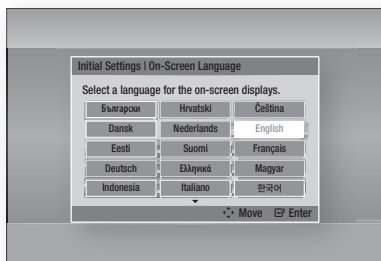 Initial Settings | On-Screen Language
Select a language for the on-screen displays.
Български Hrvatski Čeština
Dansk Nederlands English
Eesti Suomi Français
Deutsch Ελληνικά Magyar
Indonesia Italiano 한국어
Move Enter